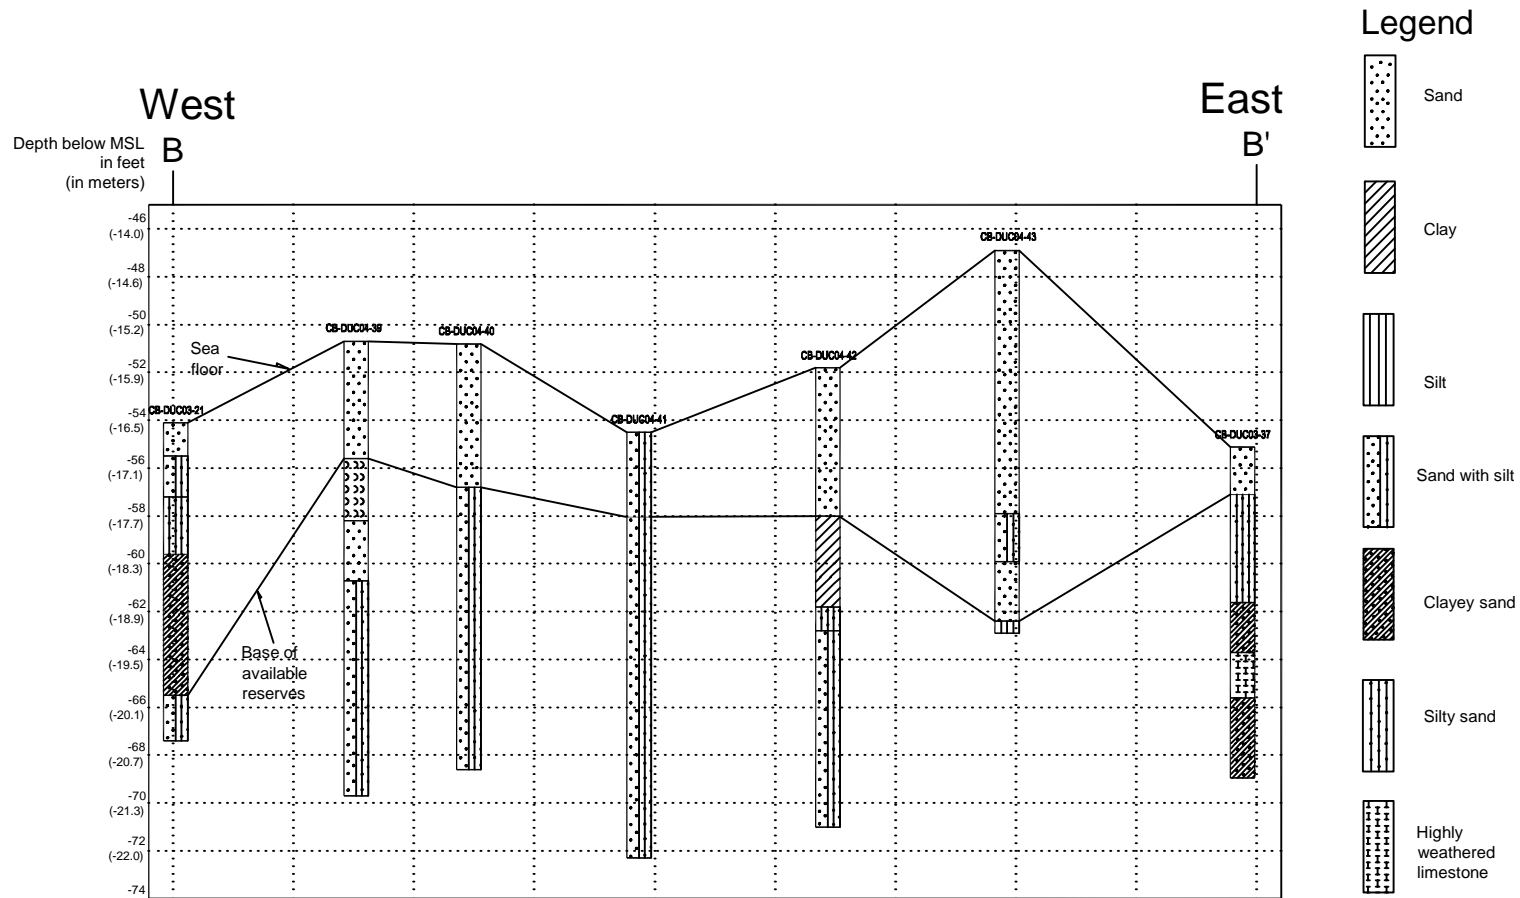 Legend
West
East
B
B'
Depth below MSL
in feet
(in meters)
-46
(-14.0)
-48
(-14.6)
-50
(-15.2)
-52
(-15.9)
-54
(-16.5)
-56
(-17.1)
-58
(-17.7)
-60
(-18.3)
-62
(-18.9)
-64
(-19.5)
-66
(-20.1)
-68
(-20.7)
-70
(-21.3)
-72
(-22.0)
-74
CB-DUC03-21
CB-DUC04-39
CB-DUC04-40
CB-DUC04-41
CB-DUC04-42
CB-DUC04-43
CB-DUC03-37
Sea
floor
Base of
available
reserves
Sand
Clay
Silt
Sand with silt
Clayey sand
Silty sand
Highly
weathered
limestone